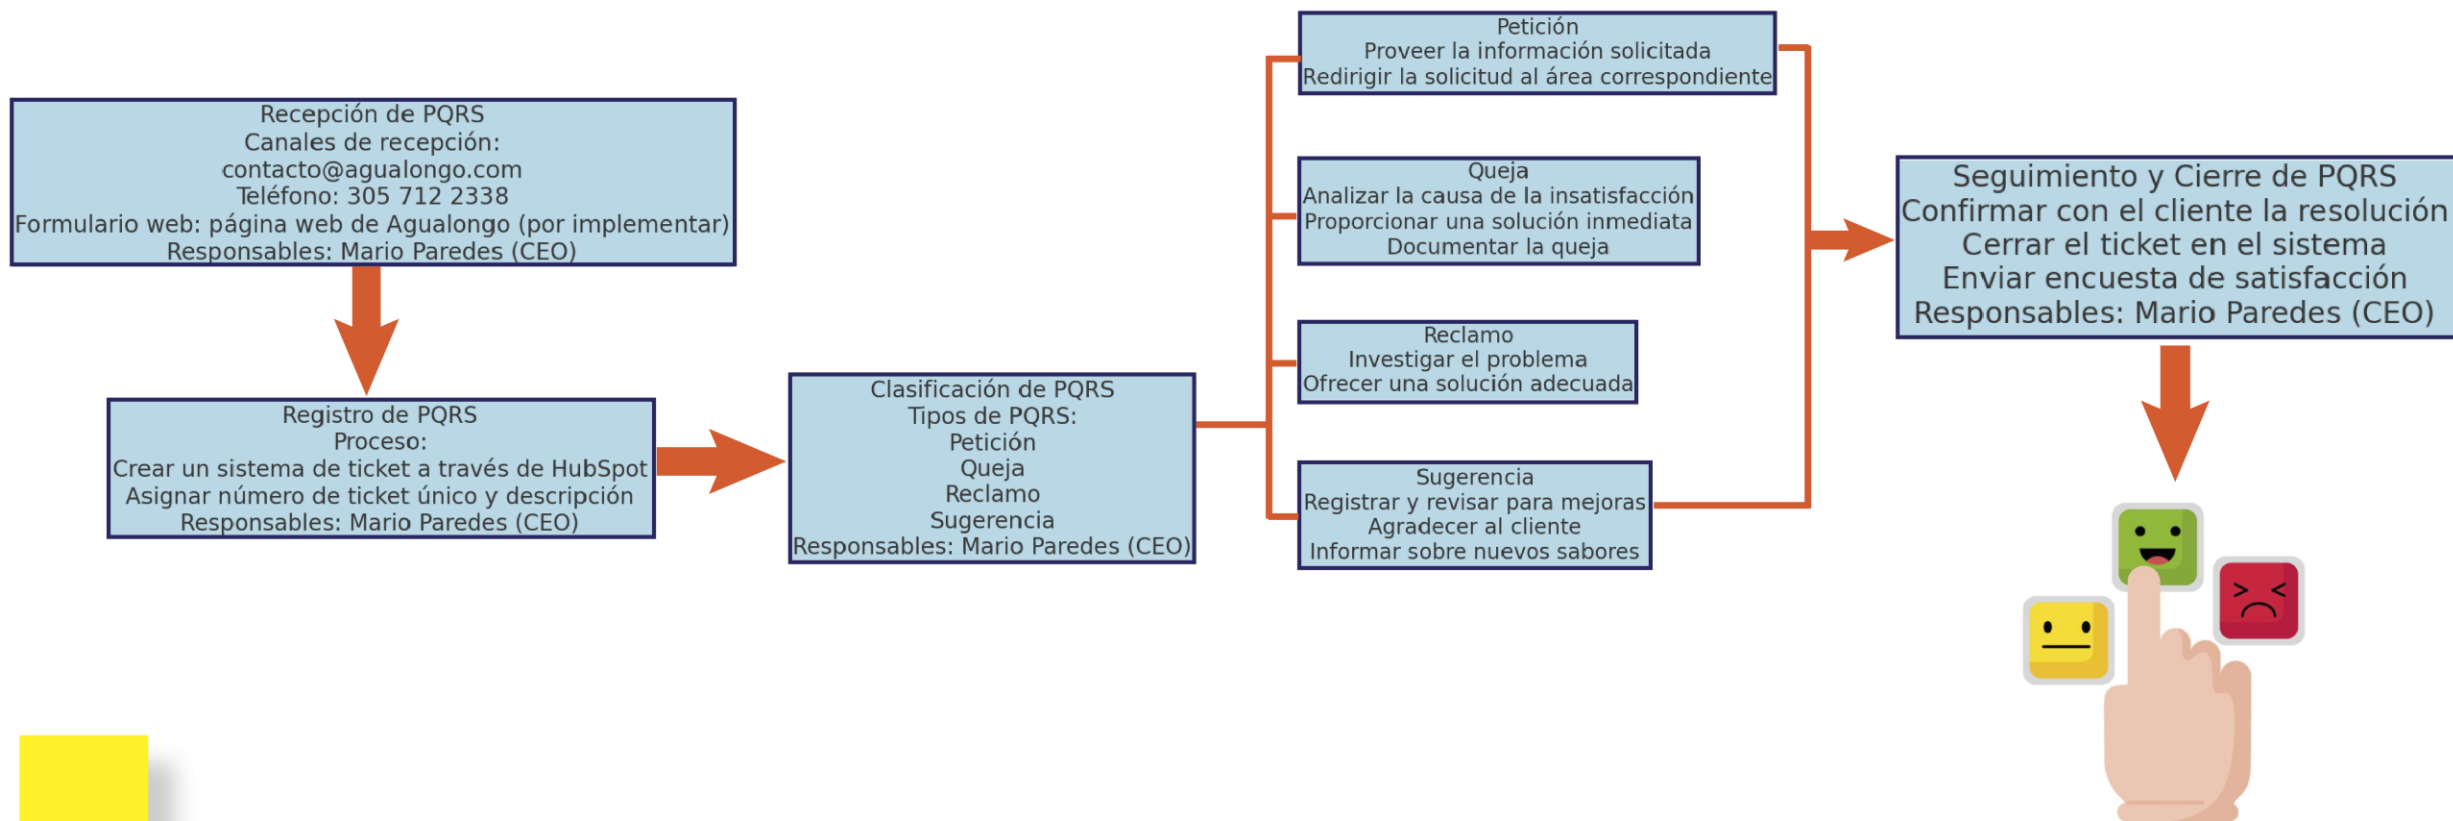 Recepción de PQRS
Canales de recepción:
contacto@agualongo.com
Teléfono: 305 712 2338
Formulario web: página web de Agualongo (por implementar)
Responsables: Mario Paredes (CEO)
Registro de PQRS
Proceso:
Crear un sistema de ticket a través de HubSpot
Asignar número de ticket único y descripción
Responsables: Mario Paredes (CEO)
Clasificación de PQRS
Tipos de PQRS:
Petición
Queja
Reclamo
Sugerencia
Responsables: Mario Paredes (CEO)
Petición
Proveer la información solicitada
Redirigir la solicitud al área correspondiente
Queja
Analizar la causa de la insatisfacción
Proporcionar una solución inmediata
Documentar la queja
Reclamo
Investigar el problema
Ofrecer una solución adecuada
Sugerencia
Registrar y revisar para mejoras
Agradecer al cliente
Informar sobre nuevos sabores
Seguimiento y Cierre de PQRS
Confirmar con el cliente la resolución
Cerrar el ticket en el sistema
Enviar encuesta de satisfacción
Responsables: Mario Paredes (CEO)